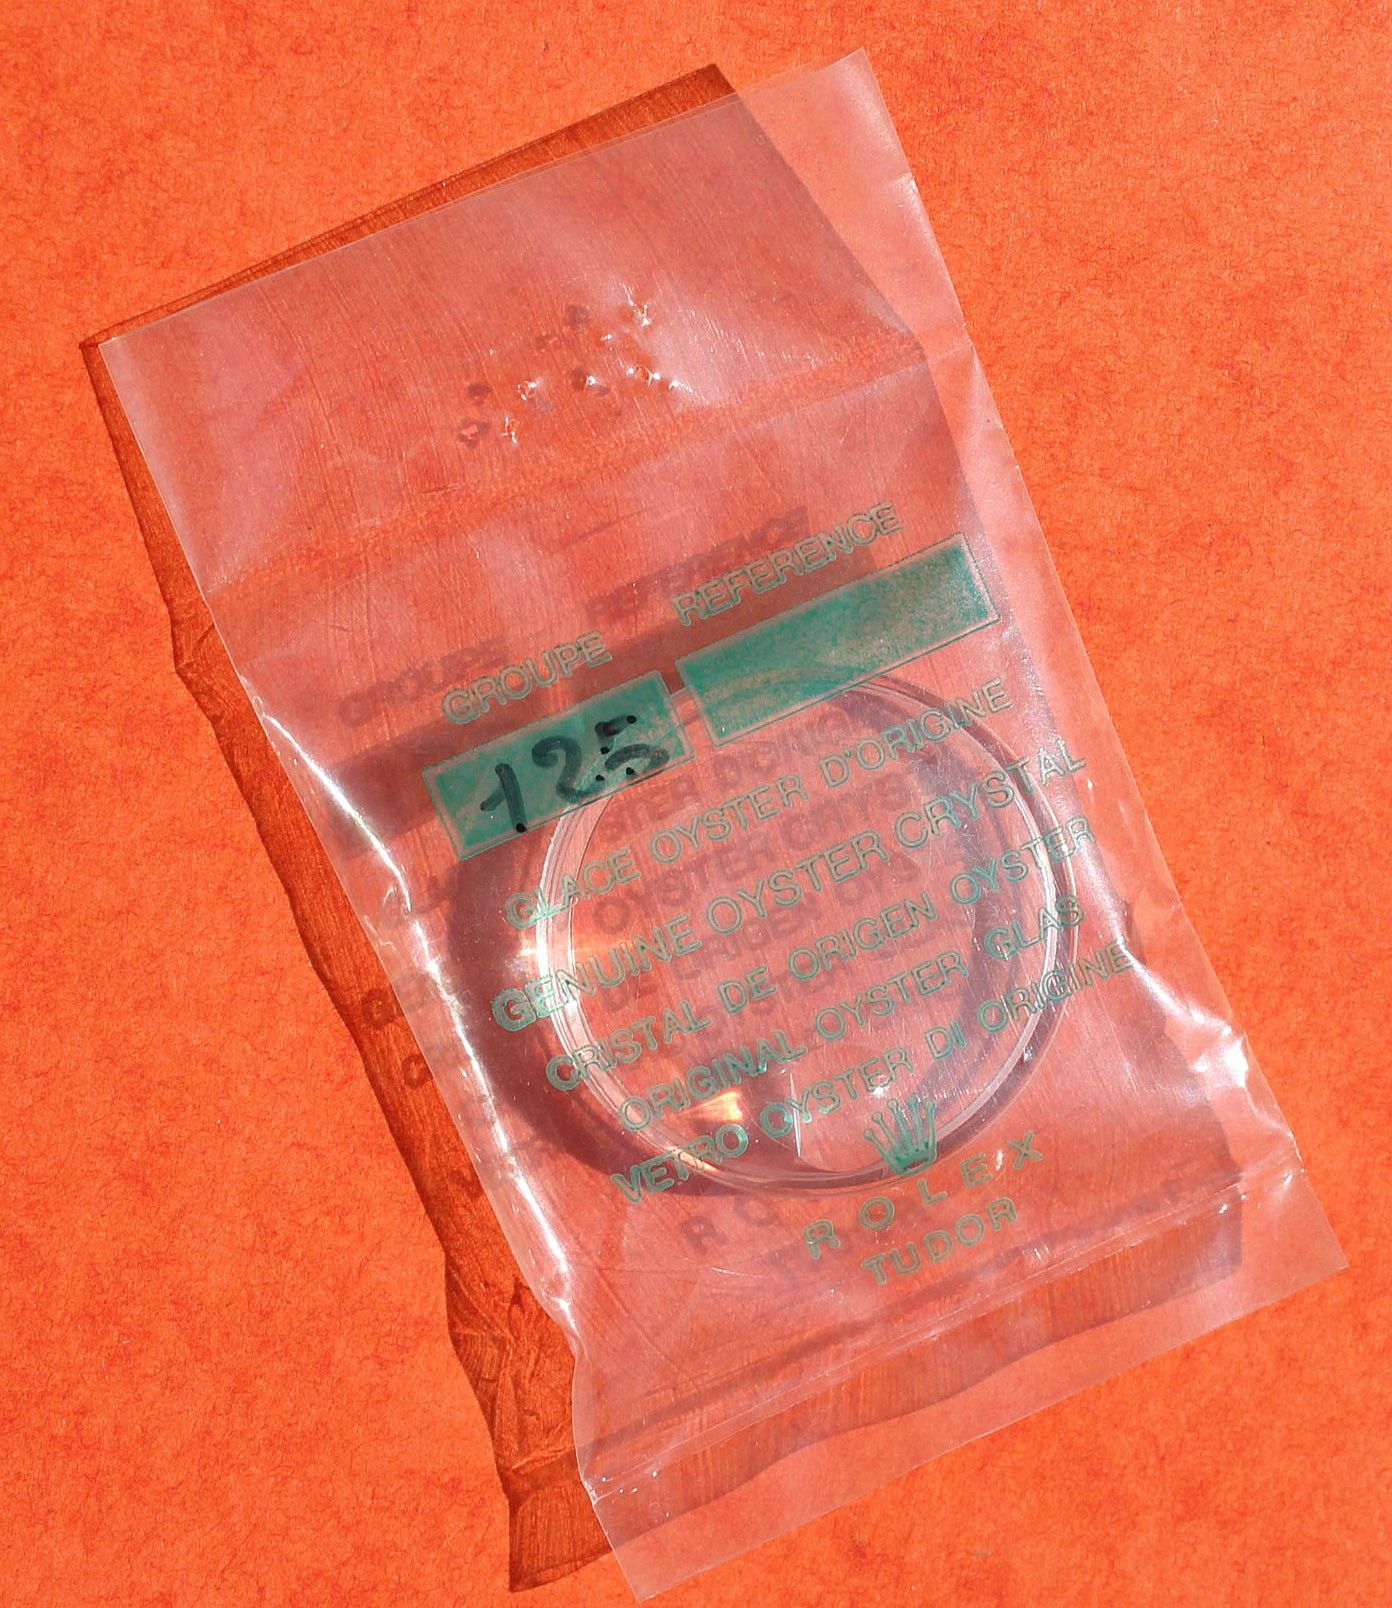 GROUPE REFERENCE
125
GLACE OYSTER D'ORIGINE
GENUINE OYSTER CRYSTAL
CRISTAL DE ORIGEN OYSTER
ORIGINAL OYSTER GLAS
VETRO OYSTER DI ORIGINE
ROLEX
TUDOR